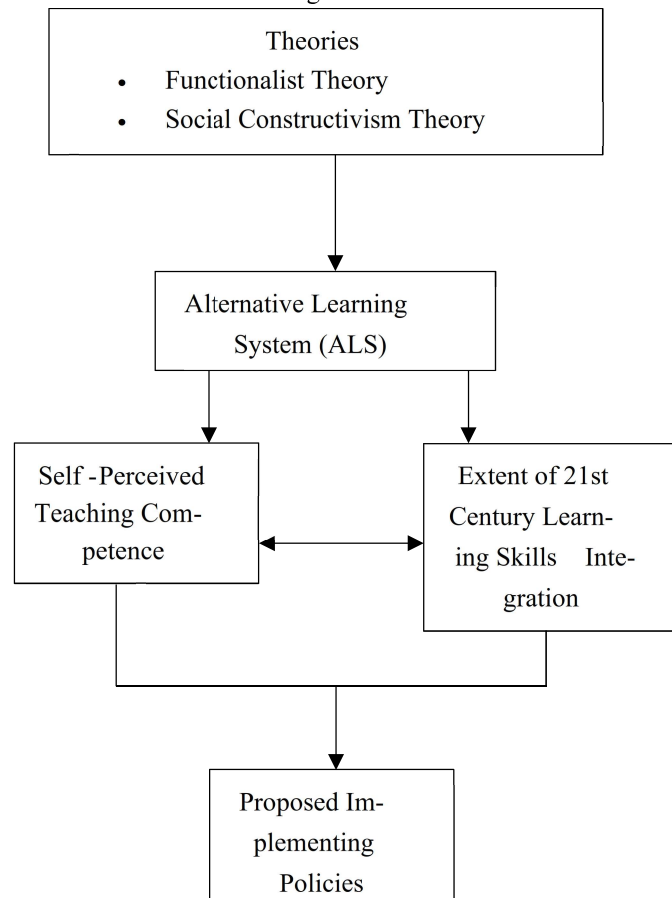 Theories
• Functionalist Theory
• Social Constructivism Theory
Alternative Learning
System (ALS)
Self -Perceived
Teaching Com-
petence
Extent of 21st
Century Learn-
ing Skills Inte-
gration
Proposed Im-
plementing
Policies